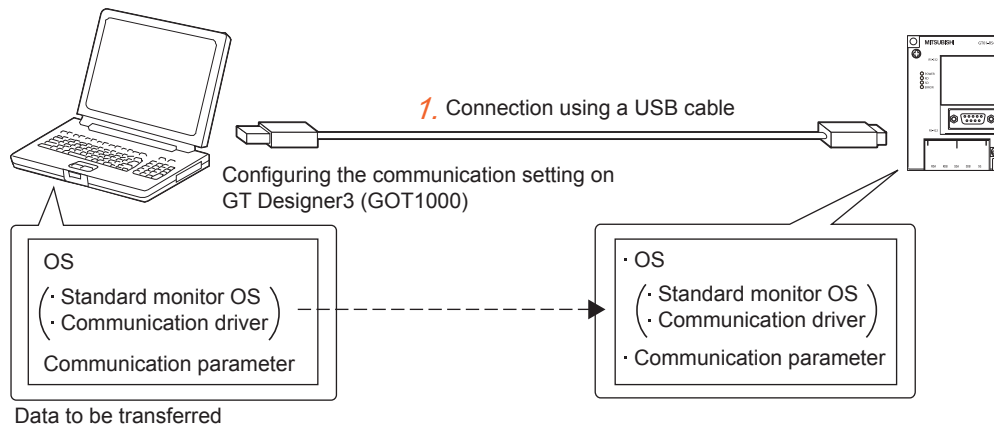 MITSUBISHI
1. Connection using a USB cable
Configuring the communication setting on
GT Designer3 (GOT1000)
OS
· Standard monitor OS
· Communication driver
Communication parameter
· OS
· Standard monitor OS
· Communication driver
· Communication parameter
Data to be transferred